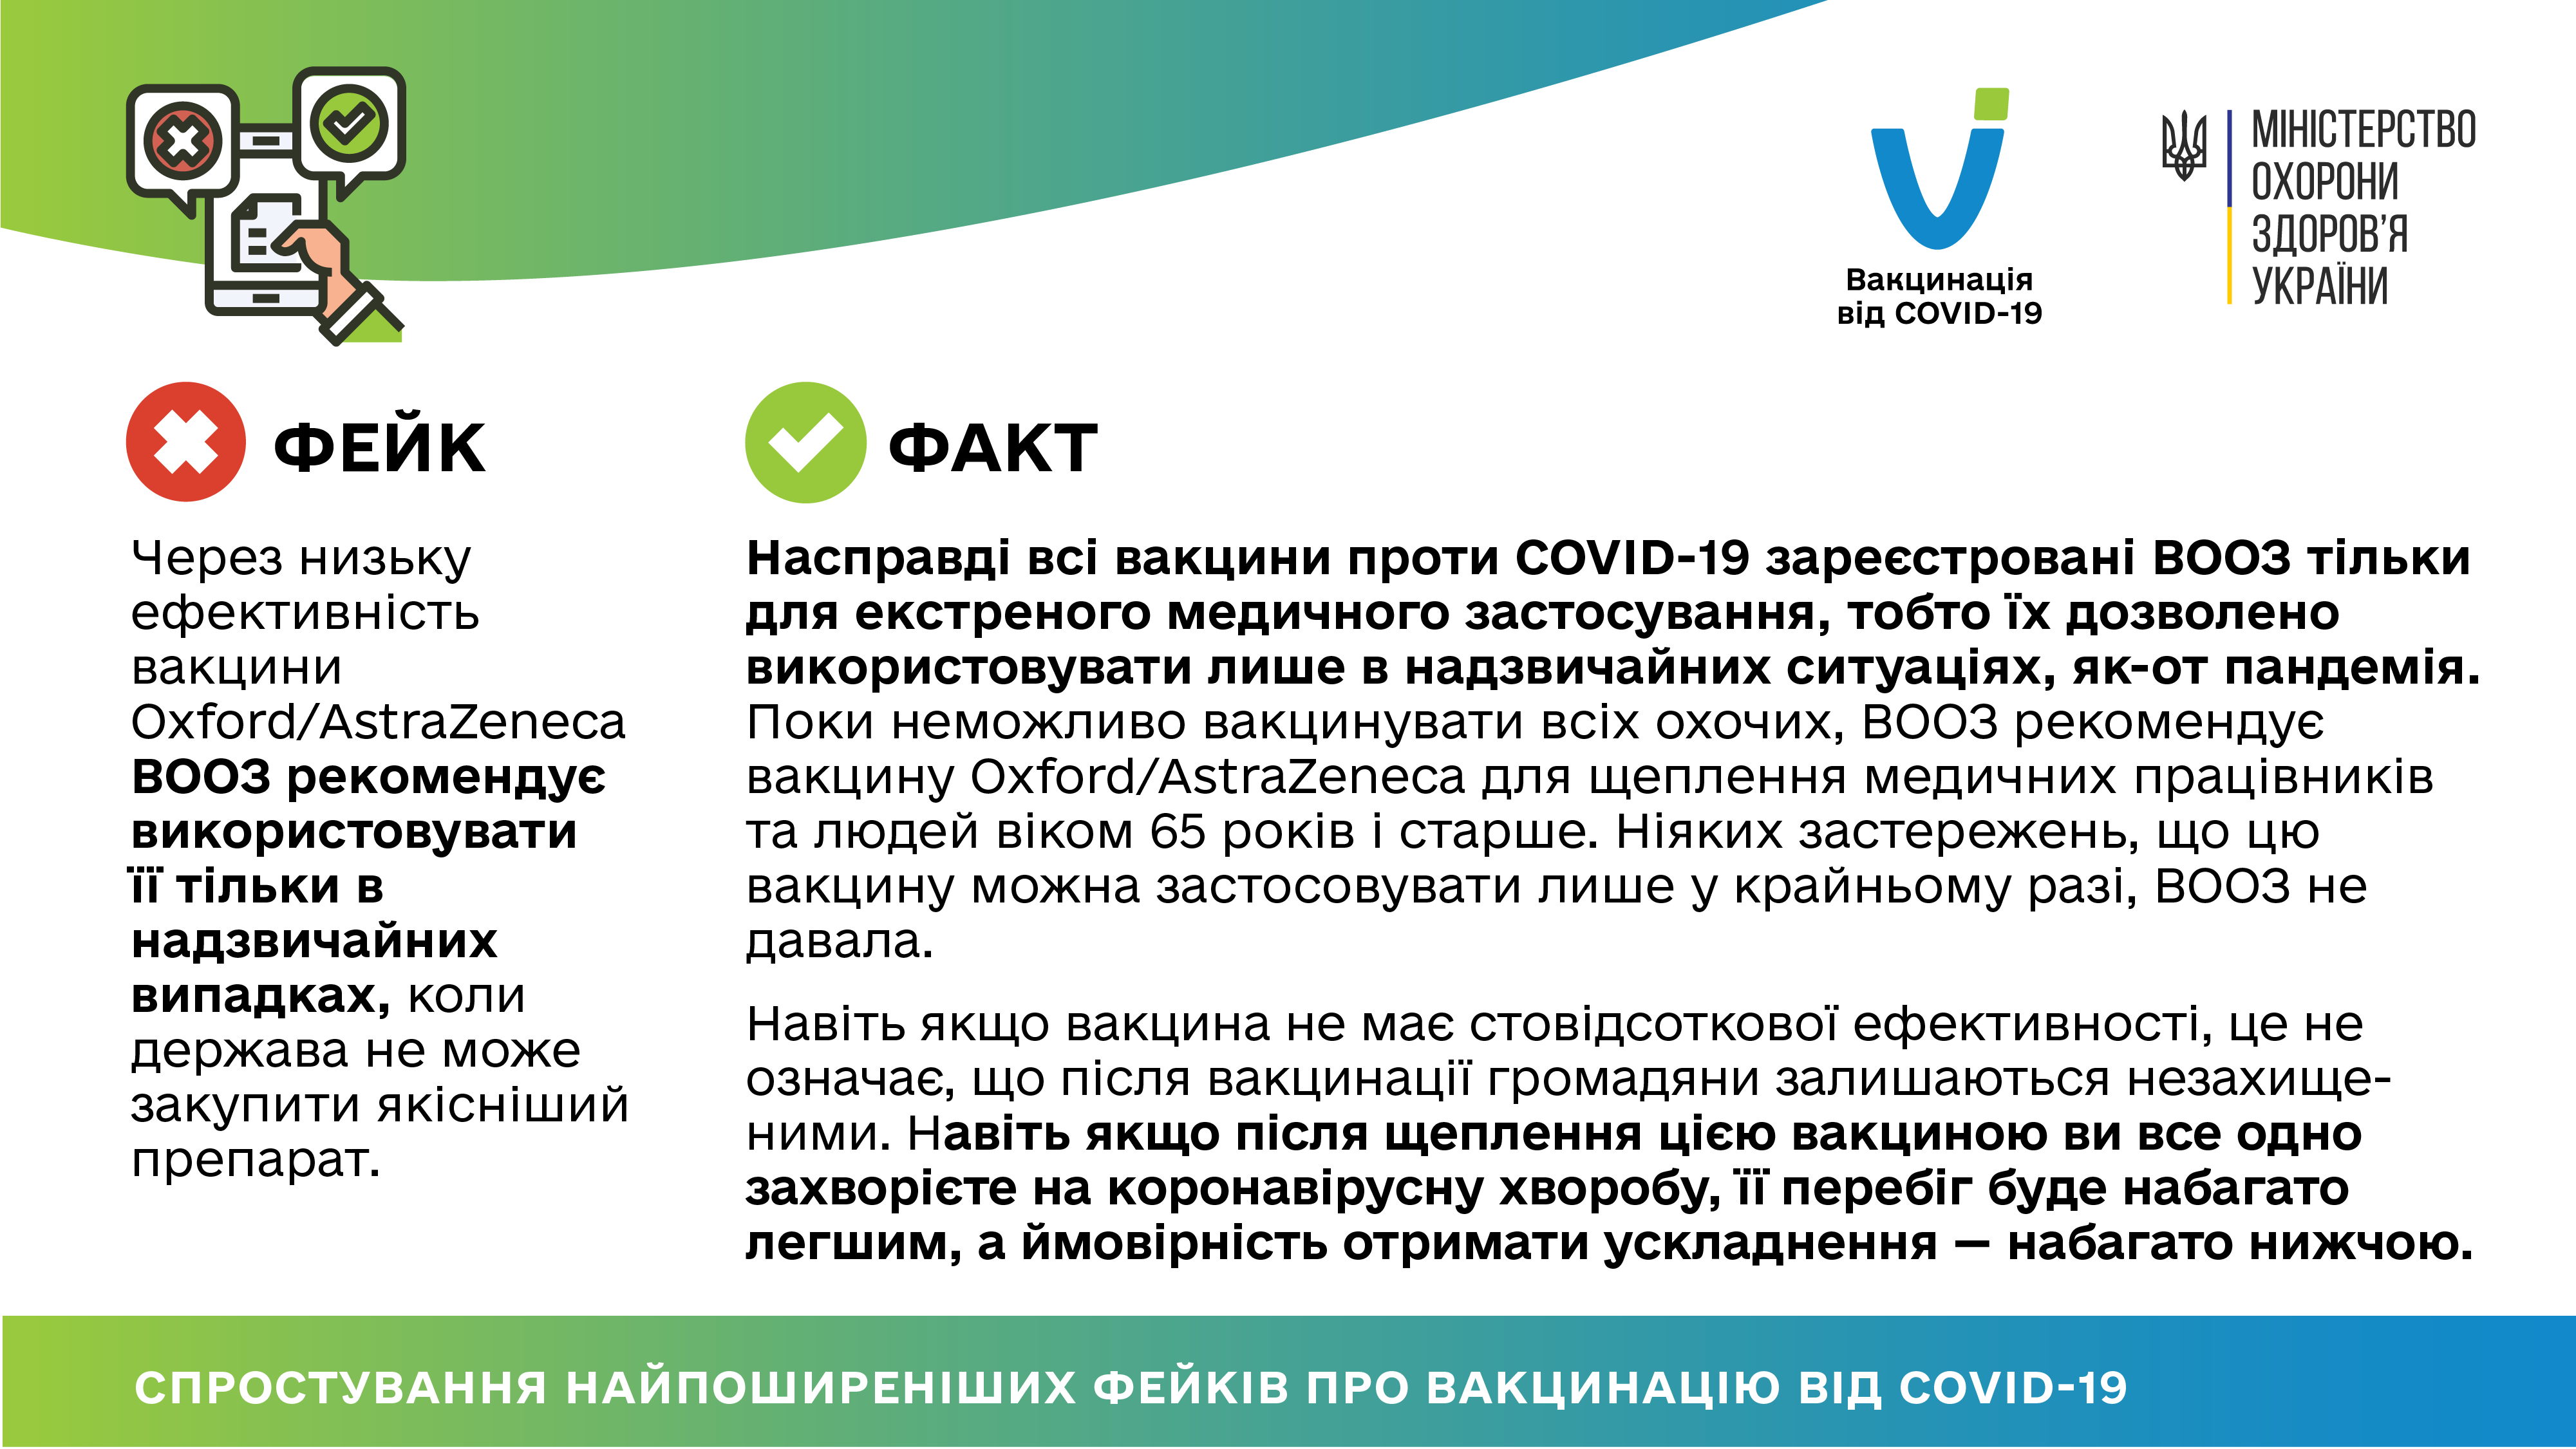 Вакцинація
від COVID-19
МІНІСТЕРСТВО
ОХОРОНИ
ЗДОРОВ'Я
УКРАЇНИ
ФЕЙК
Через низьку
ефективність
вакцини
Oxford/AstraZeneca
ВООЗ рекомендує
використовувати
її тільки в
надзвичайних
випадках, коли
держава не може
закупити якісніший
препарат.
ФАКТ
Насправді всі вакцини проти COVID-19 зареєстровані ВООЗ тільки
для екстреного медичного застосування, тобто їх дозволено
використовувати лише в надзвичайних ситуаціях, як-от пандемія.
Поки неможливо вакцинувати всіх охочих, ВООЗ рекомендує
вакцину Oxford/AstraZeneca для щеплення медичних працівників
та людей віком 65 років і старше. Ніяких застережень, що цю
вакцину можна застосовувати лише у крайньому разі, ВООЗ не
давала.
Навіть якщо вакцина не має стовідсоткової ефективності, це не
означає, що після вакцинації громадяни залишаються незахище-
ними. Навіть якщо після щеплення цією вакциною ви все одно
захворієте на коронавірусну хворобу, її перебіг буде набагато
легшим, а ймовірність отримати ускладнення — набагато нижчою.
СПРОСТУВАННЯ НАЙПОШИРЕНІШИХ ФЕЙКІВ ПРО ВАКЦИНАЦІЮ ВІД COVID-19